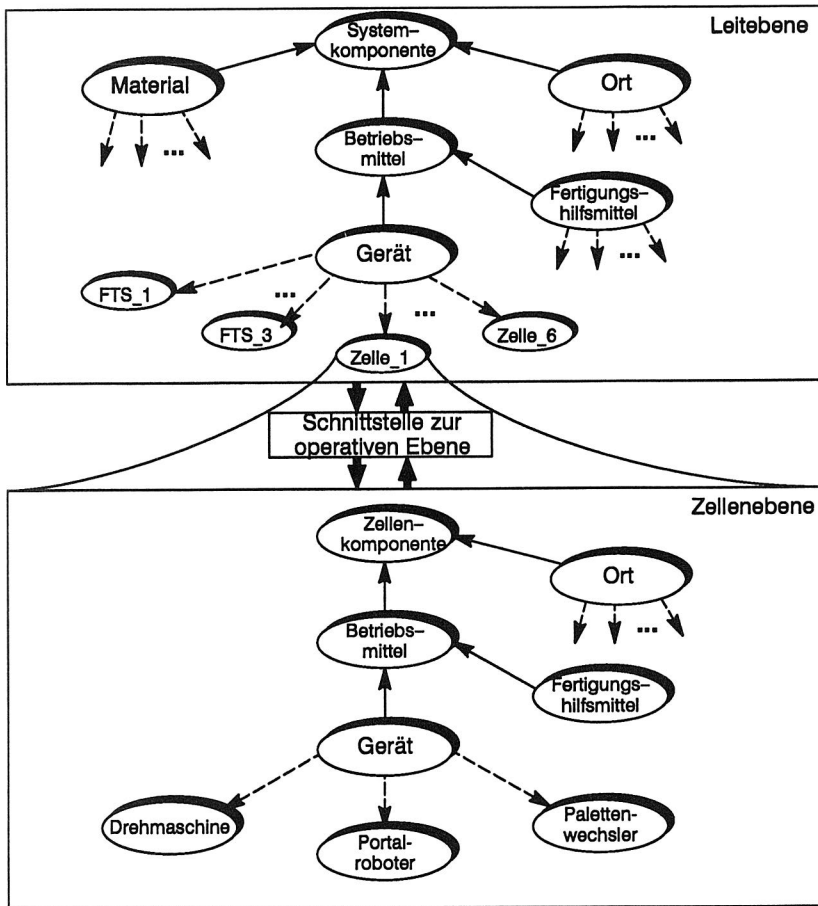 Leitebene
System–
komponente
Material
Ort
...
...
Betriebs–
mittel
Fertigungs–
hilfsmittel
...
Gerät
FTS_1
...
FTS_3
...
Zelle_6
Zelle_1
Schnittstelle zur
operativen Ebene
Zellenebene
Zellen–
komponente
Ort
...
Betriebs–
mittel
Fertigungs–
hilfsmittel
Gerät
Drehmaschine
Portal–
roboter
Paletten–
wechsler